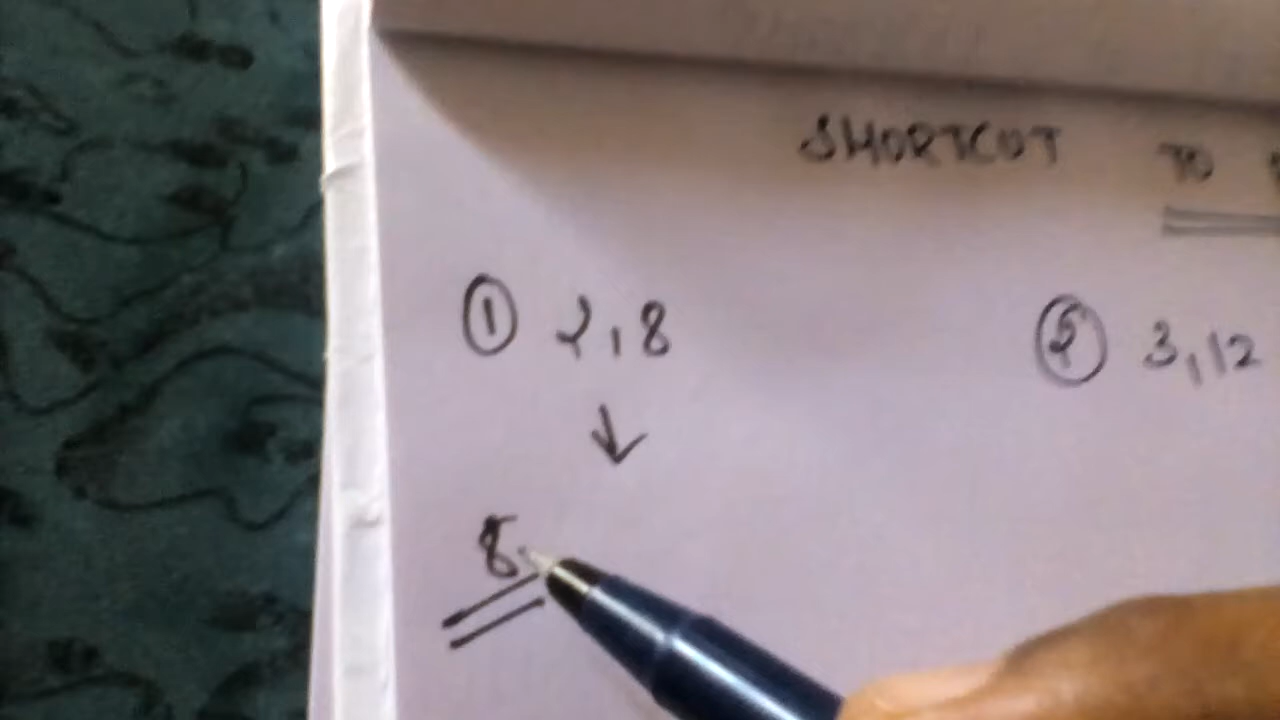 SHORTCUT TO
① 2,8
② 3,12
8